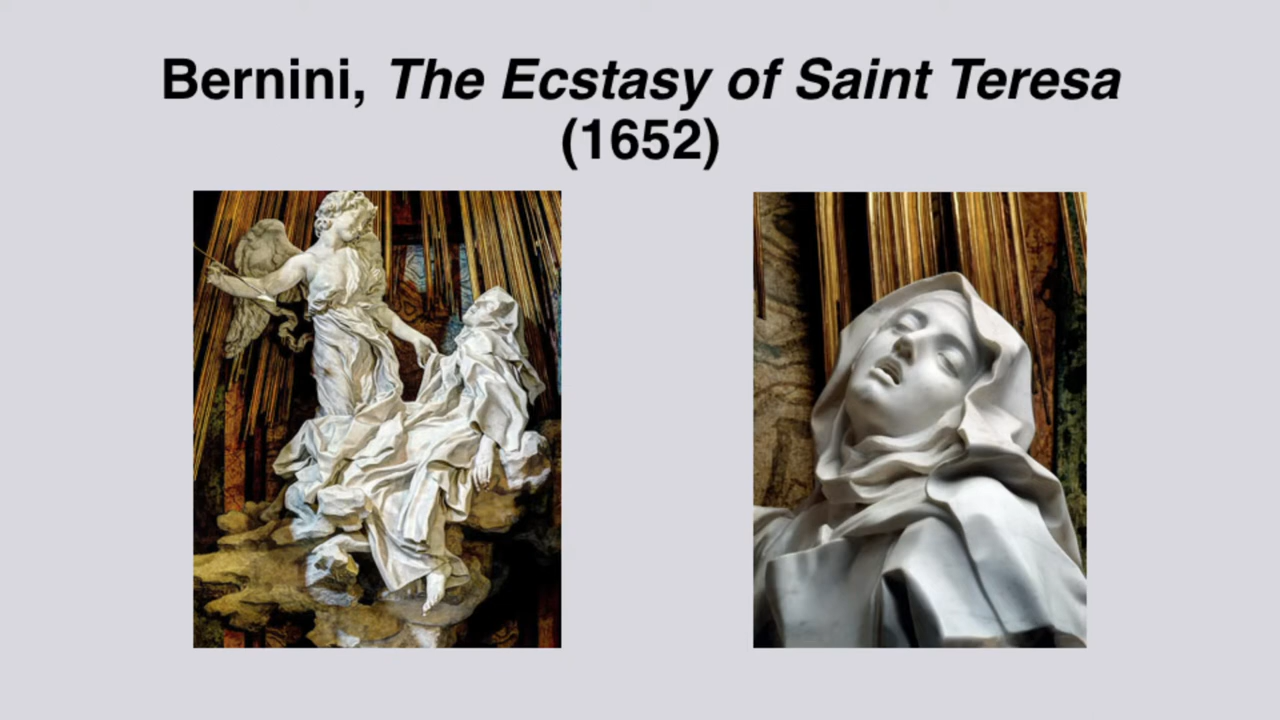 Bernini, The Ecstasy of Saint Teresa
(1652)